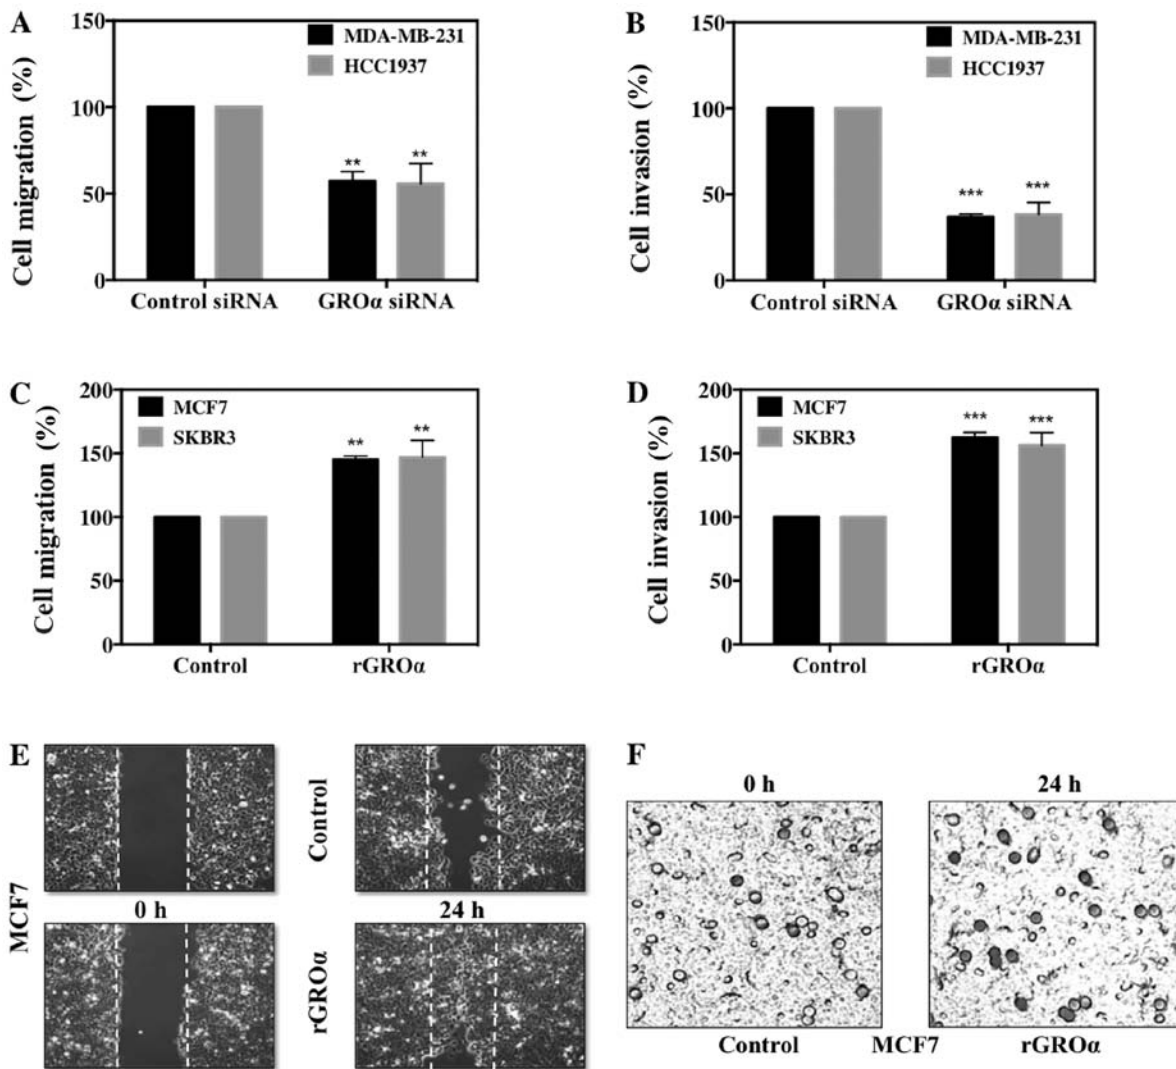 A
Cell migration (%)
150
100
50
0
MDA-MB-231
HCC1937
**
**
Control siRNA
GROα siRNA
B
Cell invasion (%)
150
100
50
0
MDA-MB-231
HCC1937
***
***
Control siRNA
GROα siRNA
C
Cell migration (%)
200
150
100
50
0
MCF7
SKBR3
**
**
Control
rGROα
D
Cell invasion (%)
200
150
100
50
0
MCF7
SKBR3
***
***
Control
rGROα
E
MCF7
Control
0 h
24 h
rGROα
F
0 h
24 h
Control
MCF7
rGROα